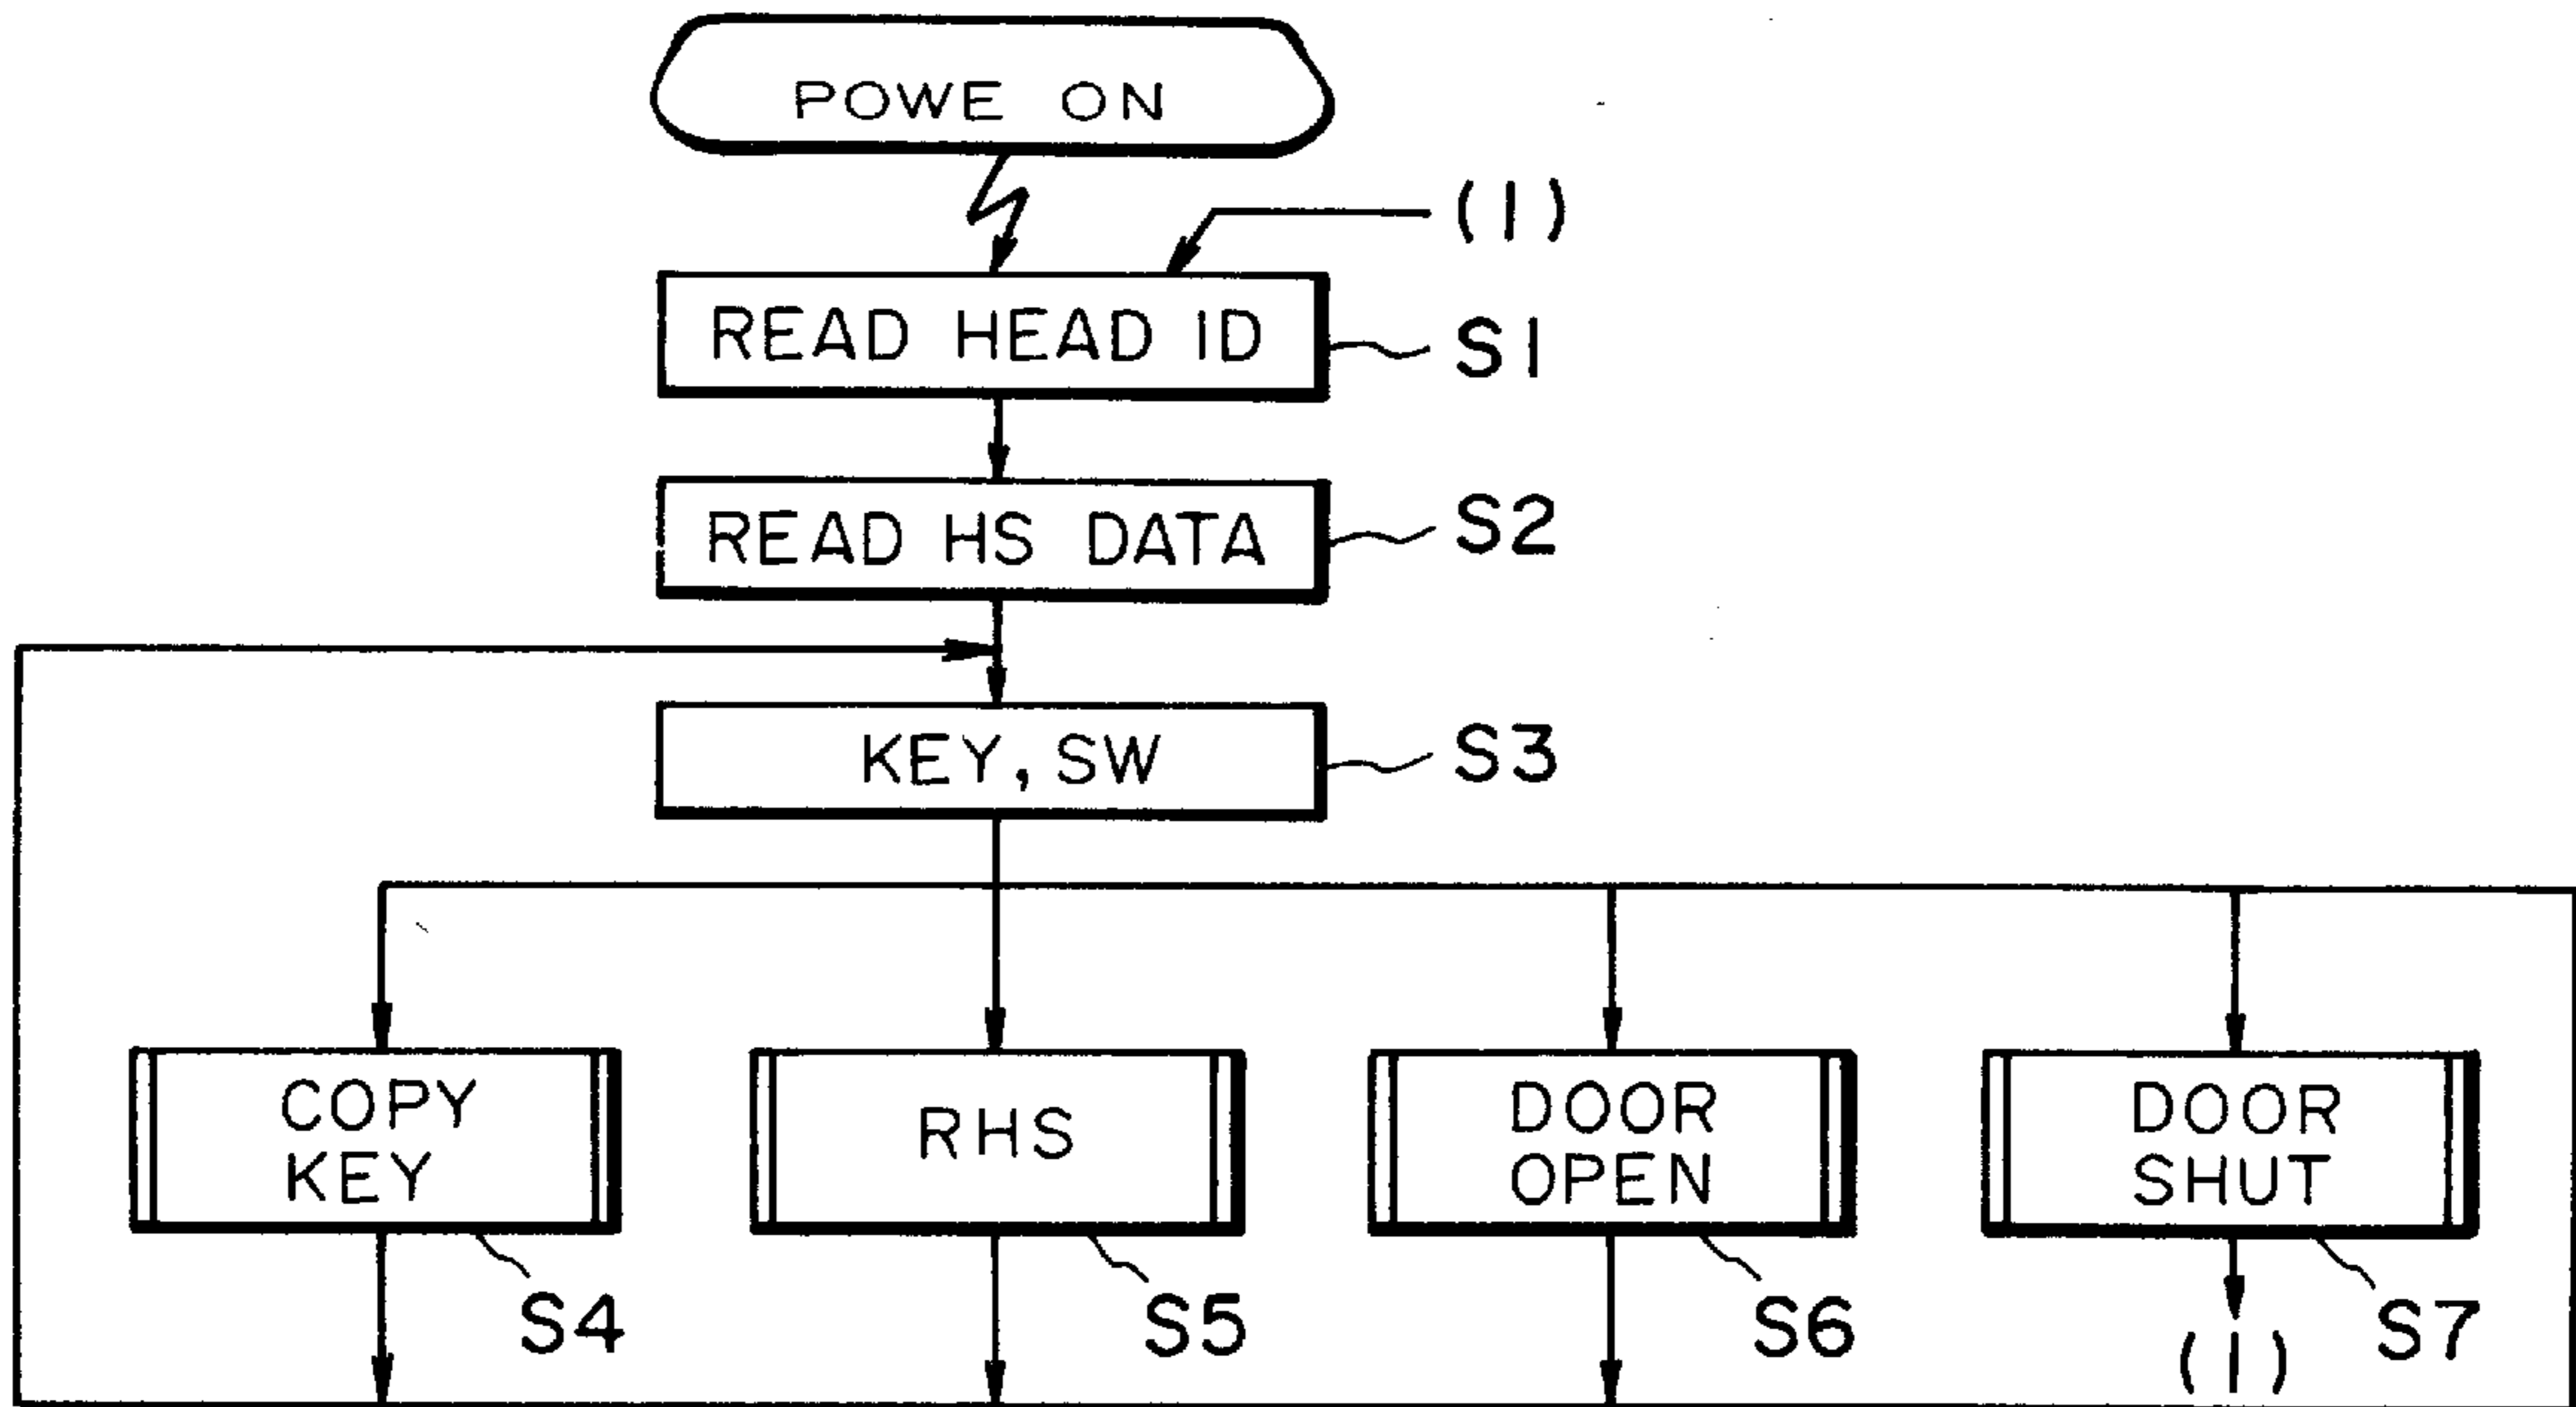 POWE ON
(1)
READ HEAD ID
S1
READ HS DATA
S2
KEY, SW
S3
COPY
KEY
RHS
DOOR
OPEN
DOOR
SHUT
S4
S5
S6
S7
(1)